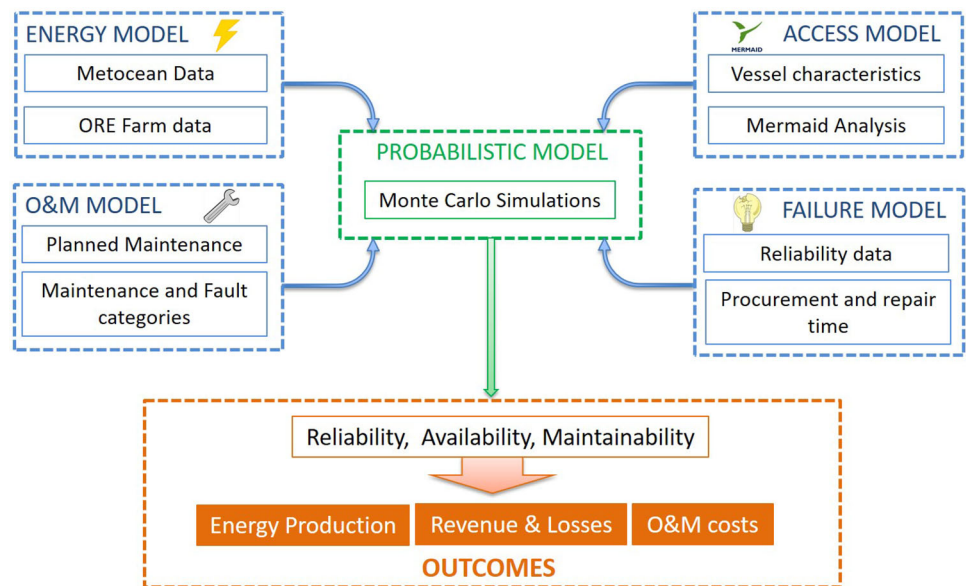 ENERGY MODEL
Metocean Data
ORE Farm data
MERMAID
ACCESS MODEL
Vessel characteristics
Mermaid Analysis
PROBABILISTIC MODEL
Monte Carlo Simulations
O&M MODEL
Planned Maintenance
Maintenance and Fault
categories
FAILURE MODEL
Reliability data
Procurement and repair
time
Reliability, Availability, Maintainability
Energy Production
Revenue & Losses
O&M costs
OUTCOMES